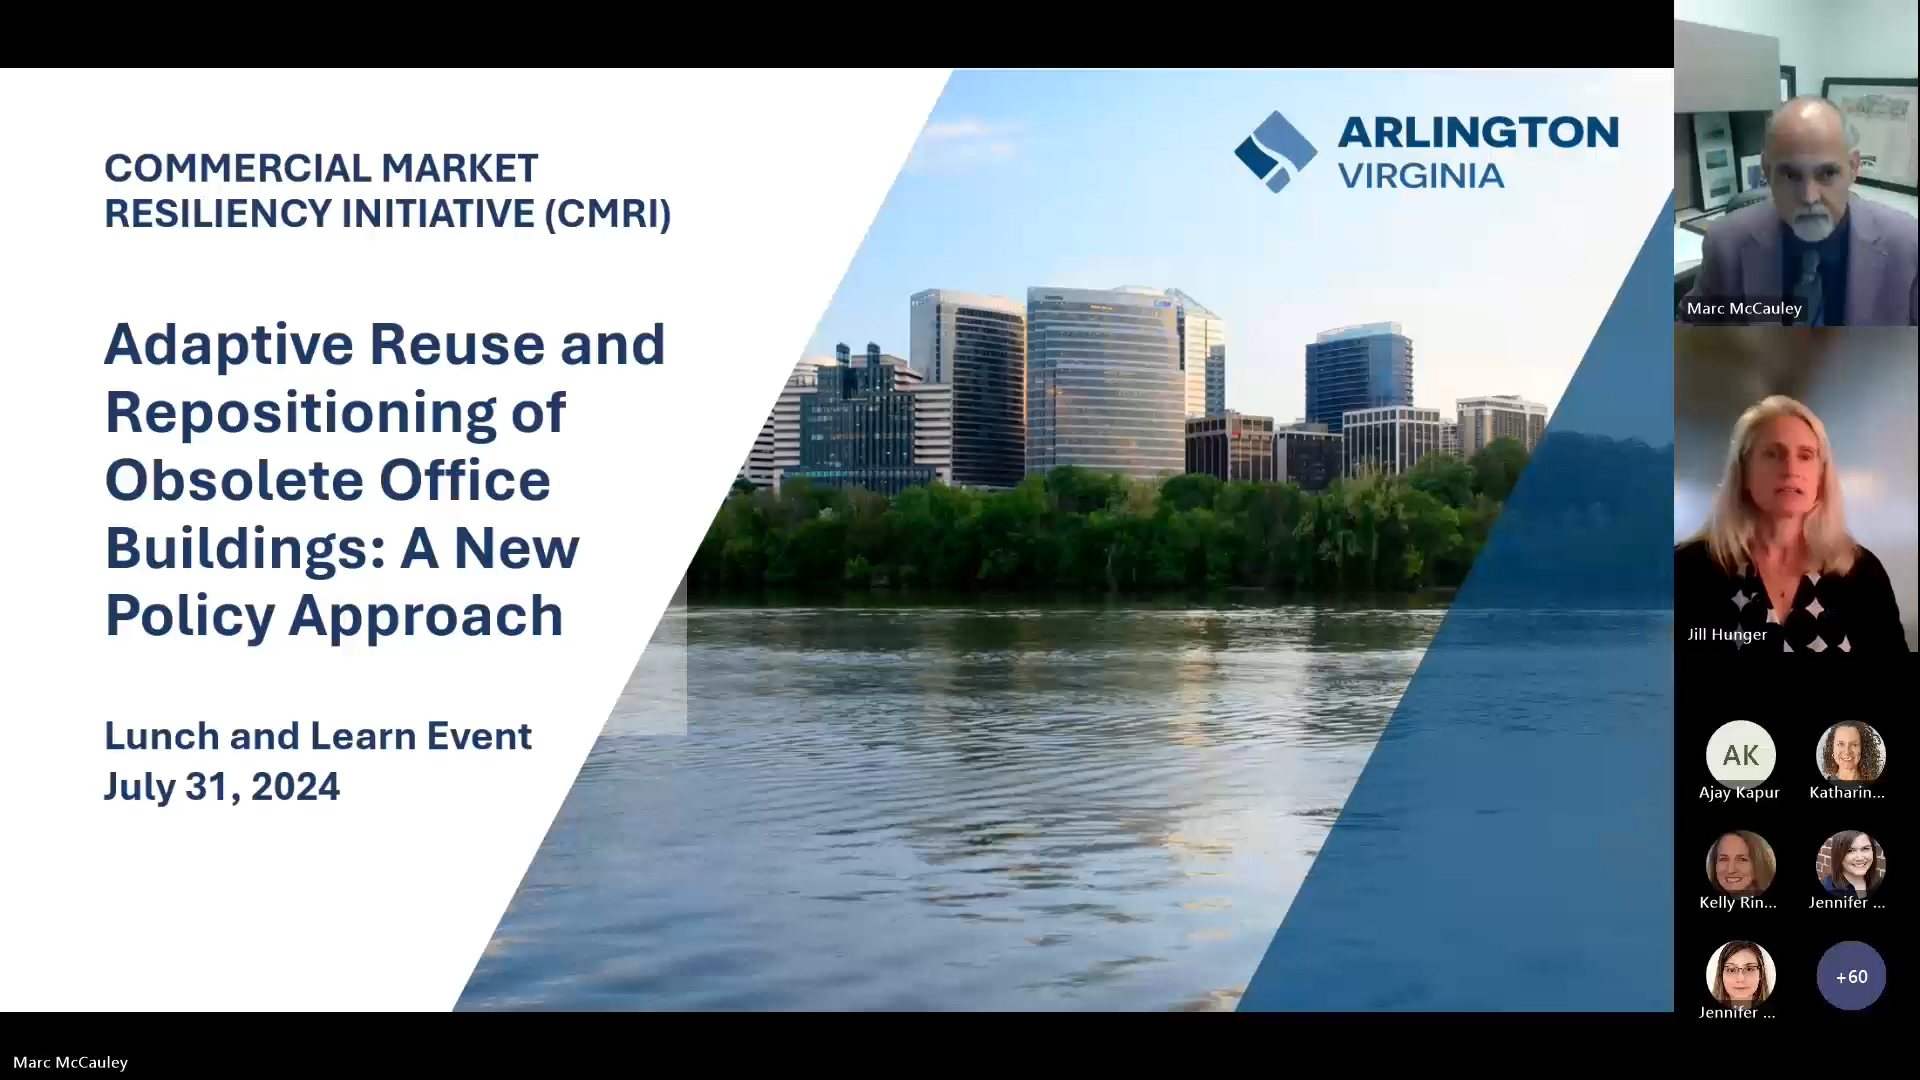 COMMERCIAL MARKET
RESILIENCY INITIATIVE (CMRI)
Adaptive Reuse and
Repositioning of
Obsolete Office
Buildings: A New
Policy Approach
Lunch and Learn Event
July 31, 2024
ARLINGTON
VIRGINIA
Marc McCauley
Jill Hunger
AK
Ajay Kapur
Katharin...
Kelly Rin...
Jennifer ...
Jennifer ...
+60
Marc McCauley